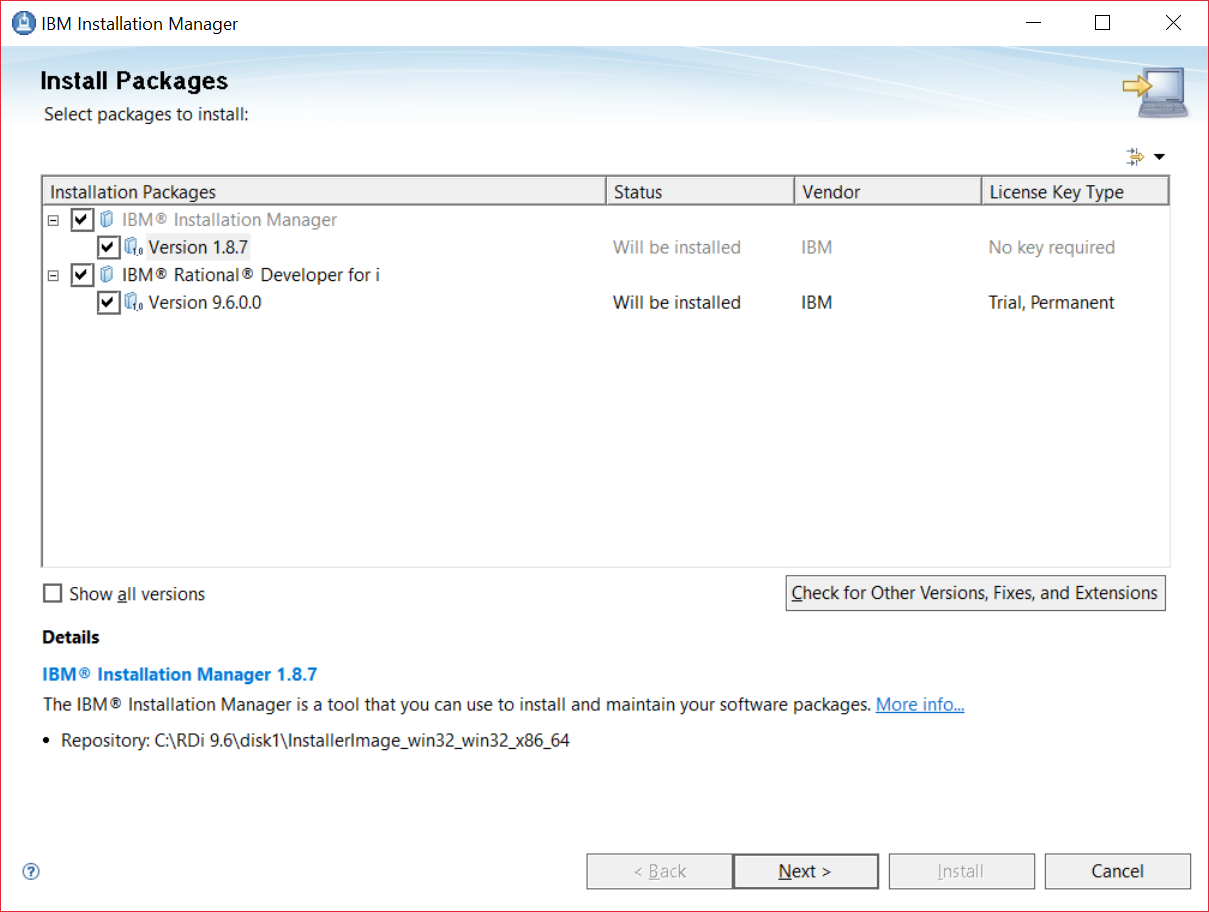 IBM Installation Manager
Install Packages
Select packages to install:
Installation Packages Status Vendor License Key Type
IBM® Installation Manager
Version 1.8.7 Will be installed IBM No key required
IBM® Rational® Developer for i
Version 9.6.0.0 Will be installed IBM Trial, Permanent
Show all versions Check for Other Versions, Fixes, and Extensions
Details
IBM® Installation Manager 1.8.7
The IBM® Installation Manager is a tool that you can use to install and maintain your software packages. More info...
• Repository: C:\RDi 9.6\disk1\InstallerImage_win32_win32_x86_64
? < Back Next > Install Cancel